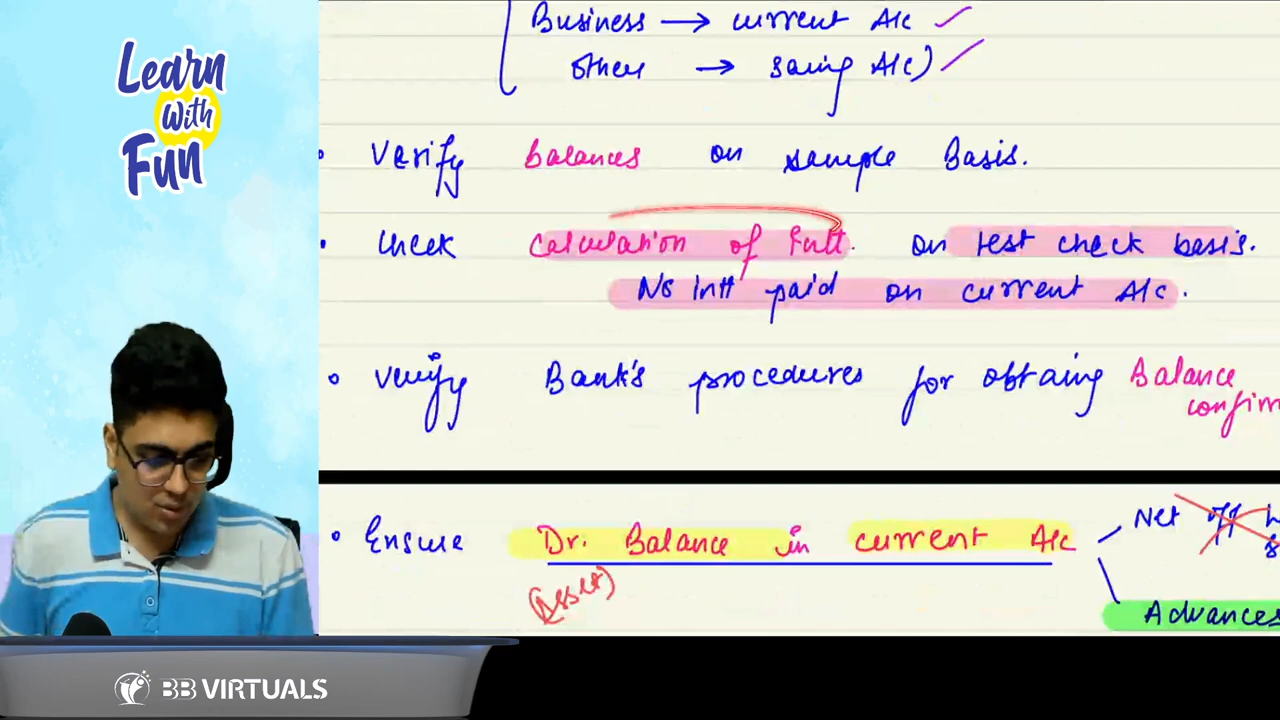 Learn
With
Fun
Business → current A/c ✓
others → saving A/c) ✓
• Verify balances on sample Basis.
• Check calculation of Intt. on test check basis.
No Intt paid on current A/c.
• Verify Bank's procedures for obtaing Balance
confirm
• Ensure Dr. Balance in current A/c
Net off
(Asset)
Advances
BB VIRTUALS